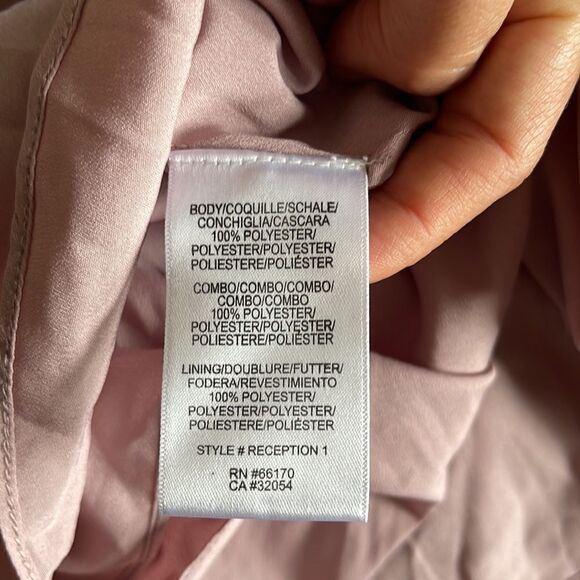 BODY/COQUILLE/SCHALE/
CONCHIGLIA/CASCARA
100% POLYESTER/
POLYESTER/POLYESTER/
POLIESTERE/POLIÉSTER
COMBO/COMBO/COMBO/
COMBO/COMBO
100% POLYESTER/
POLYESTER/POLYESTER/
POLIESTERE/POLIÉSTER
LINING/DOUBLURE/FUTTER/
FODERA/REVESTIMIENTO
100% POLYESTER/
POLYESTER/POLYESTER/
POLIESTERE/POLIÉSTER
STYLE # RECEPTION 1
RN #66170
CA #32054